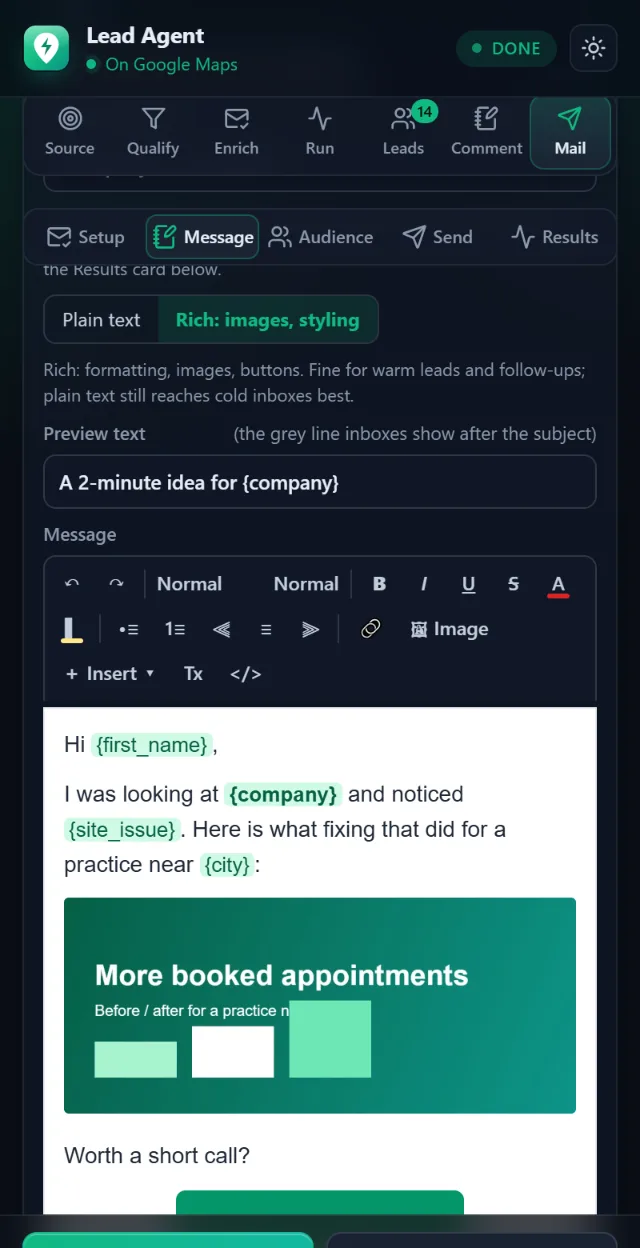 Lead Agent
On Google Maps
DONE
Source
Qualify
Enrich
Run
14
Leads
Comment
Mail
Setup
Message
Audience
Send
Results
the Results card below.
Plain text
Rich: images, styling
Rich: formatting, images, buttons. Fine for warm leads and follow-ups;
plain text still reaches cold inboxes best.
Preview text (the grey line inboxes show after the subject)
A 2-minute idea for {company}
Message
Normal Normal B I U S A
1 Image
+ Insert ▾ Tx </>
Hi {first_name},
I was looking at {company} and noticed
{site_issue}. Here is what fixing that did for a
practice near {city}:
More booked appointments
Before / after for a practice n
Worth a short call?